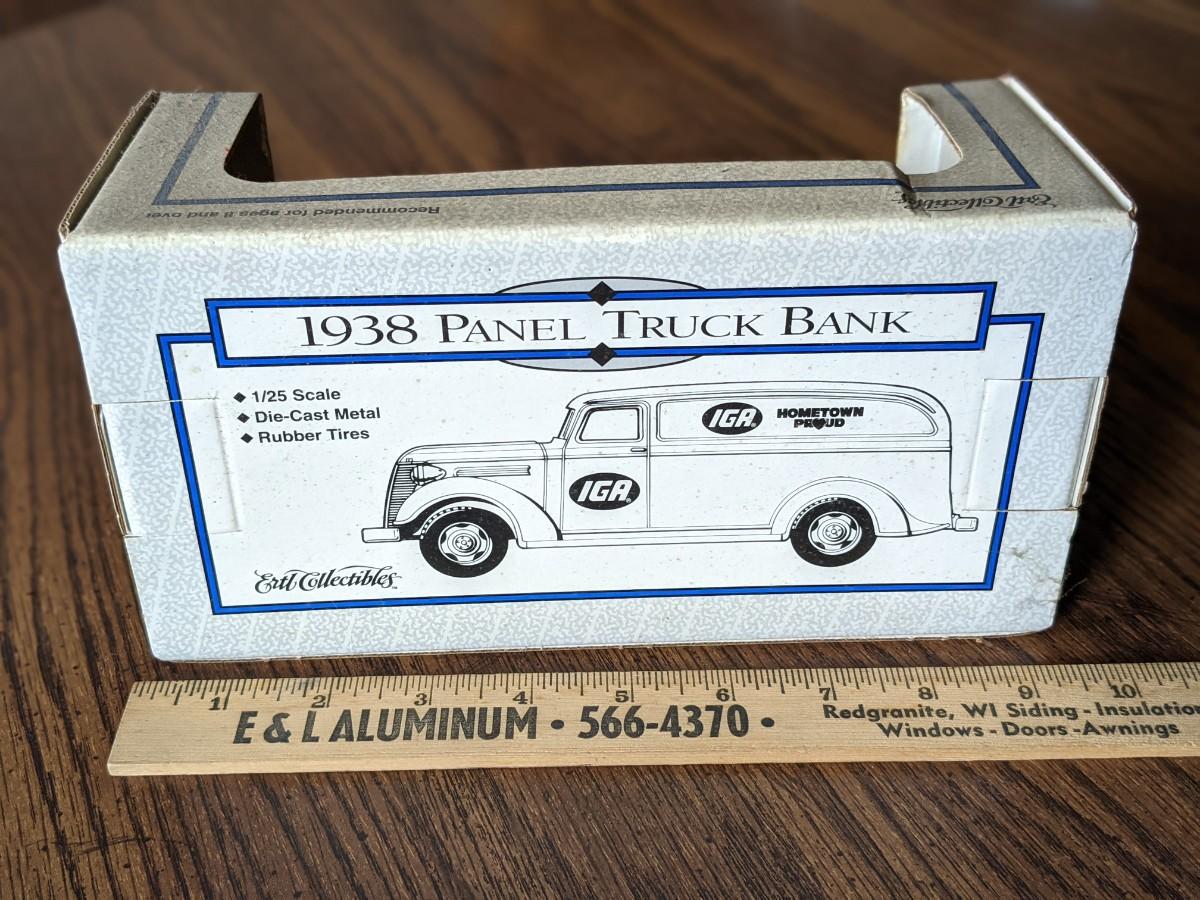 Recommended for ages 8 and over
Ertl Collectibles
1938 PANEL TRUCK BANK
◆ 1/25 Scale
◆ Die-Cast Metal
◆ Rubber Tires
IGA® HOMETOWN
PROUD
IGA®
Ertl Collectibles™
1 2 3 4 5 6 7 8 9 10
E & L ALUMINUM • 566-4370 •
Redgranite, WI Siding - Insulation
Windows - Doors - Awnings